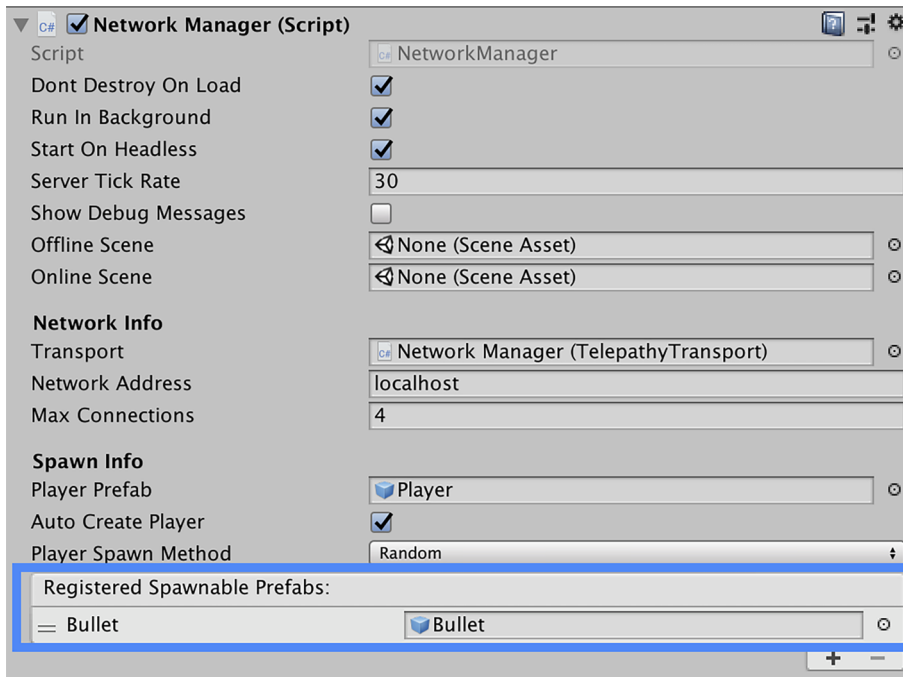 C# Network Manager (Script)
Script C# NetworkManager
Dont Destroy On Load
Run In Background
Start On Headless
Server Tick Rate 30
Show Debug Messages
Offline Scene None (Scene Asset)
Online Scene None (Scene Asset)
Network Info
Transport C# Network Manager (TelepathyTransport)
Network Address localhost
Max Connections 4
Spawn Info
Player Prefab Player
Auto Create Player
Player Spawn Method Random
Registered Spawnable Prefabs:
Bullet Bullet
+ −